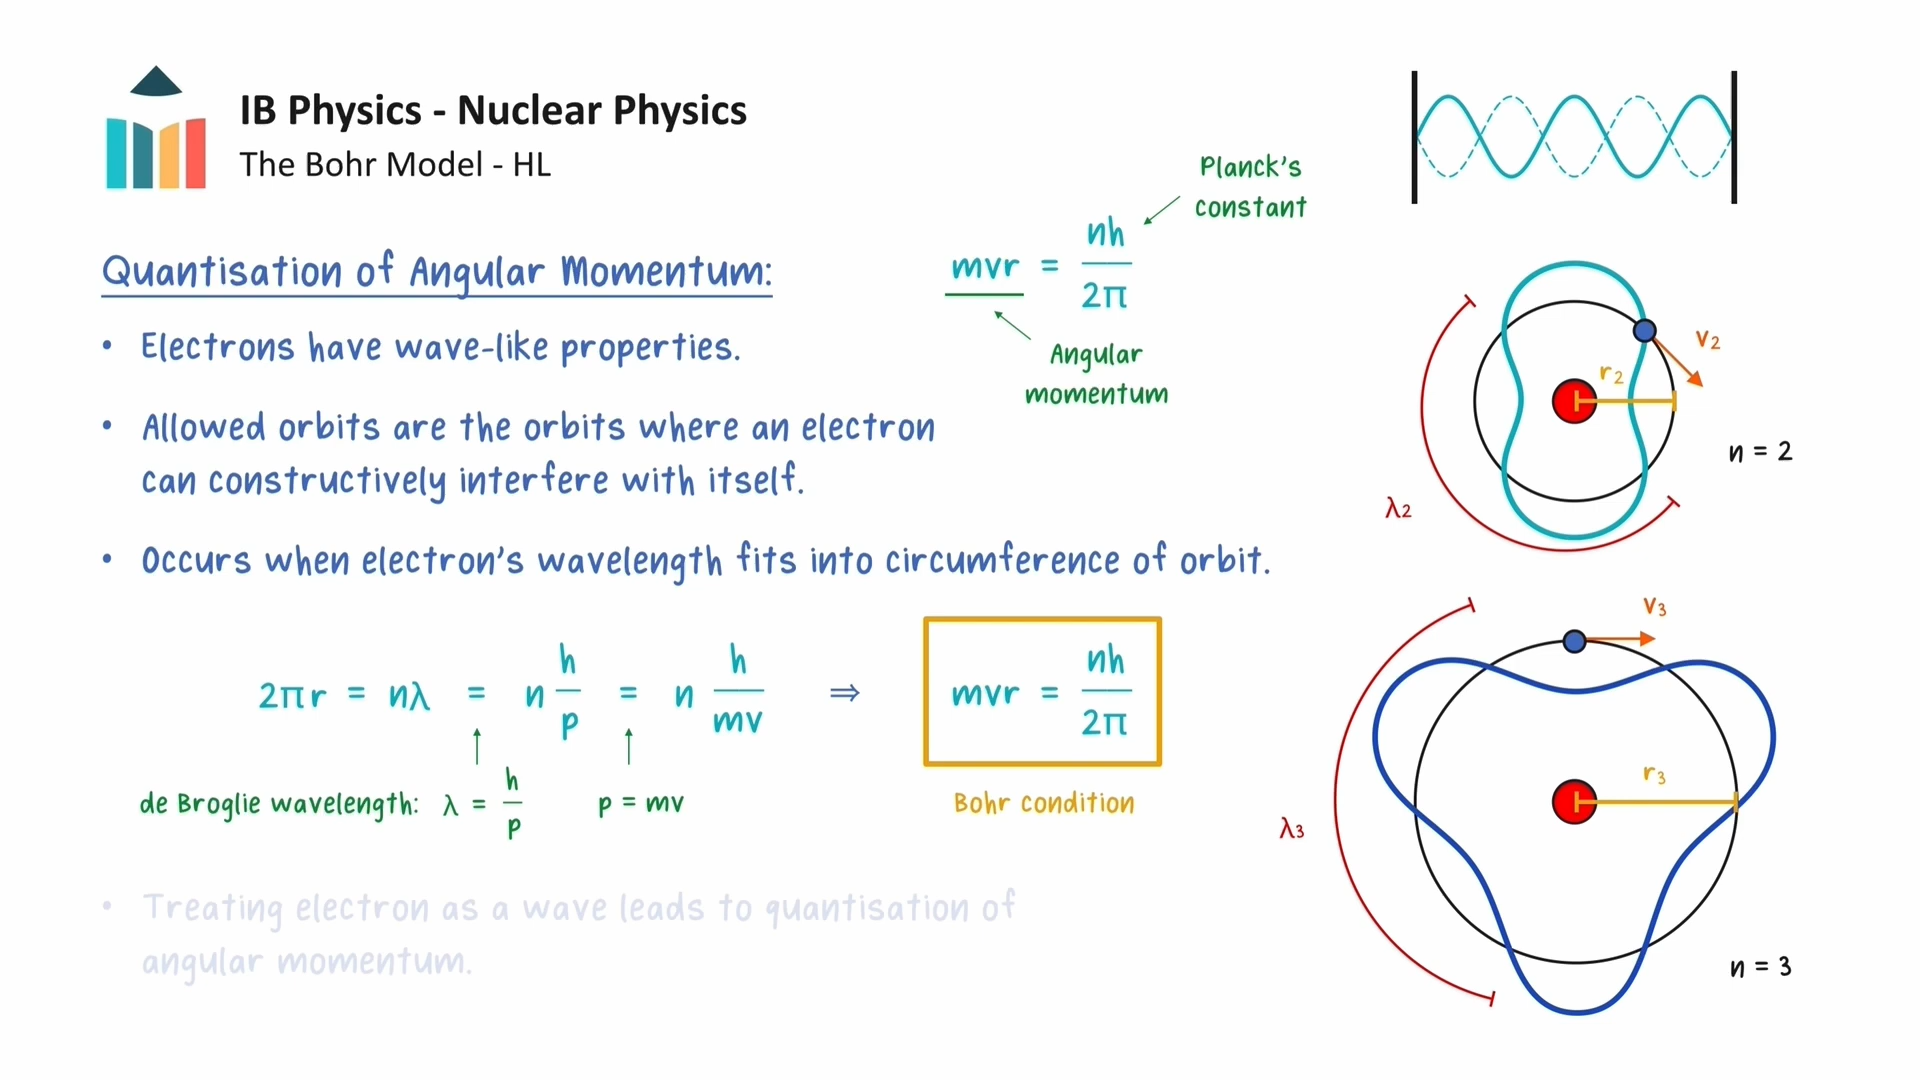 IB Physics - Nuclear Physics
The Bohr Model - HL
Quantisation of Angular Momentum:
• Electrons have wave-like properties.
• Allowed orbits are the orbits where an electron
can constructively interfere with itself.
• Occurs when electron's wavelength fits into circumference of orbit.
mvr = nh/2π
Planck's
constant
Angular
momentum
2πr = nλ = n h/p = n h/mv ⇒ mvr = nh/2π
de Broglie wavelength: λ = h/p
p = mv
Bohr condition
• Treating electron as a wave leads to quantisation of
angular momentum.
v₂
r₂
λ₂
n = 2
v₃
r₃
λ₃
n = 3